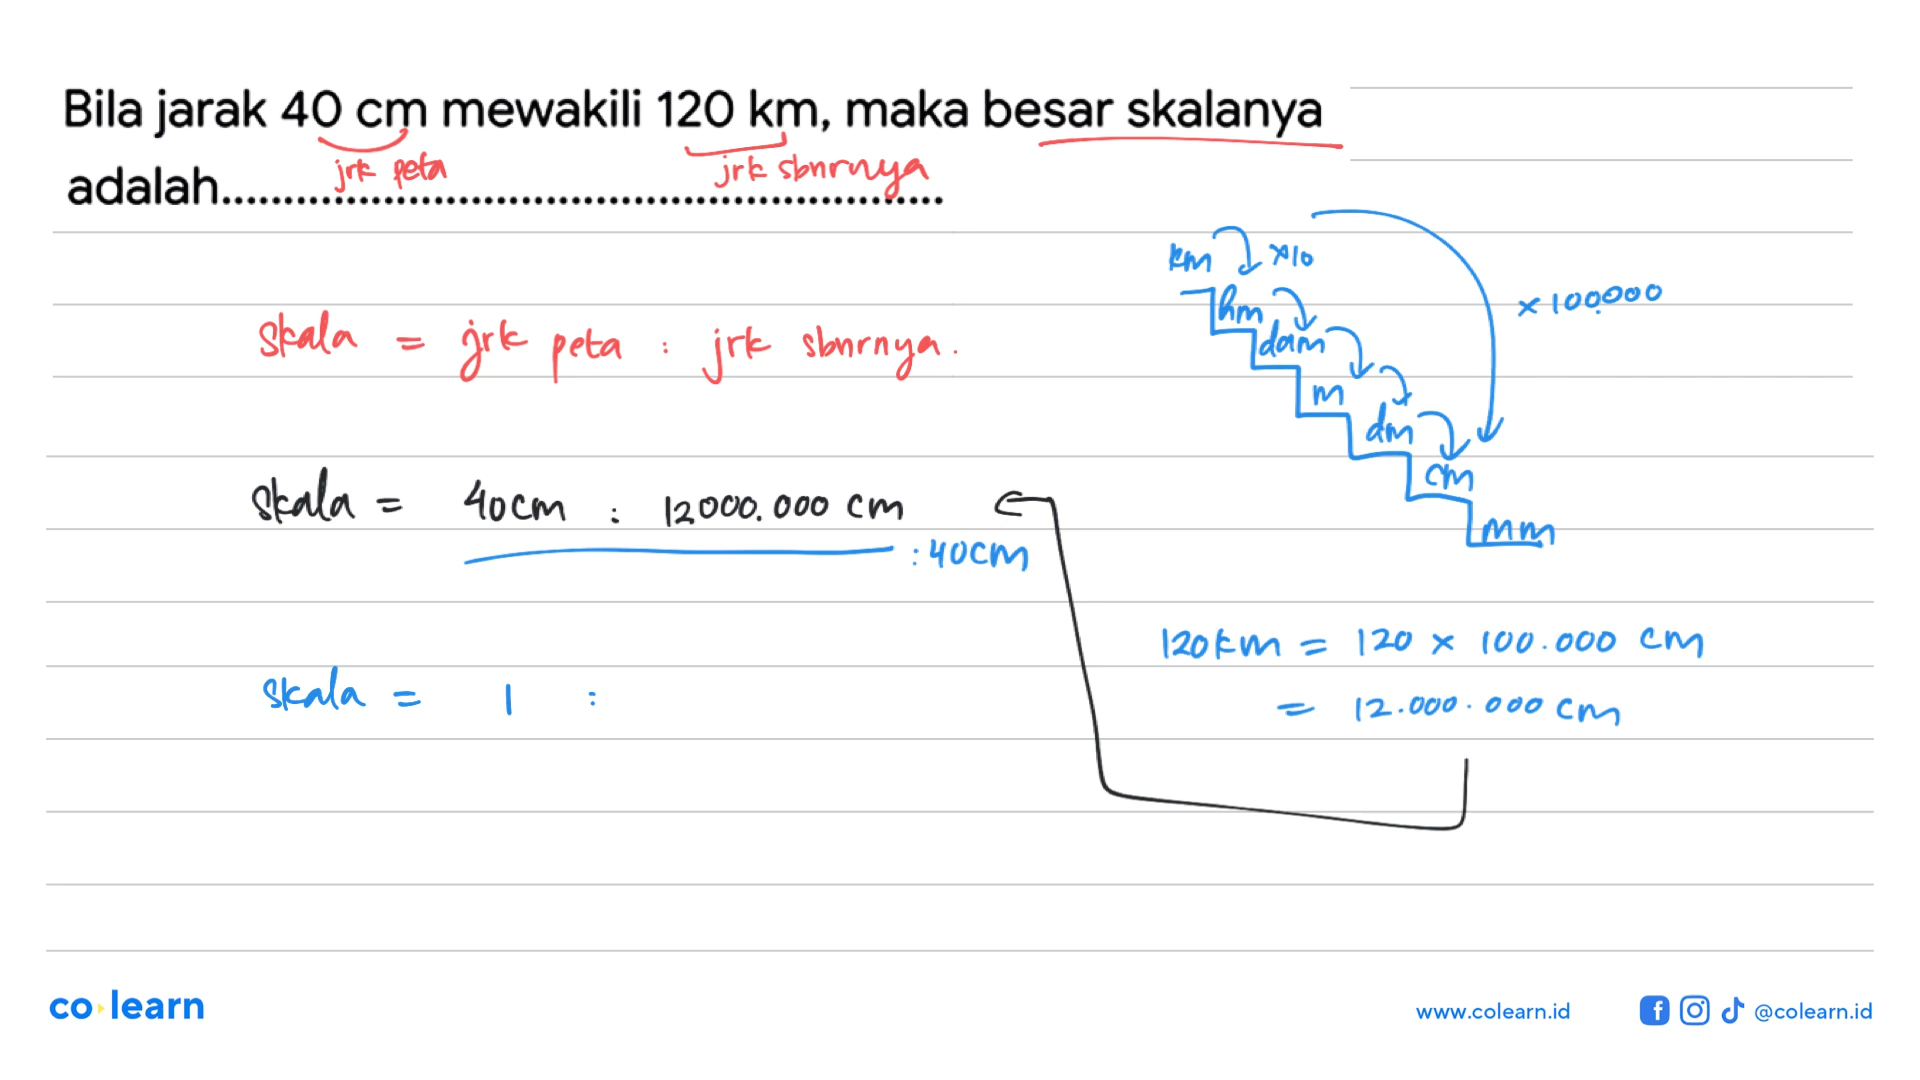 Bila jarak 40 cm mewakili 120 km, maka besar skalanya
jrk peta jrk sbnrnya
adalah..........................................................
km ×10
hm
× 100.000
dam
skala = jrk peta : jrk sbnrnya.
m
dm
cm
skala = 40cm : 12000.000 cm
mm
: 40cm
120km = 120 × 100.000 cm
skala = 1 :
= 12.000.000 cm
co learn
www.colearn.id @colearn.id